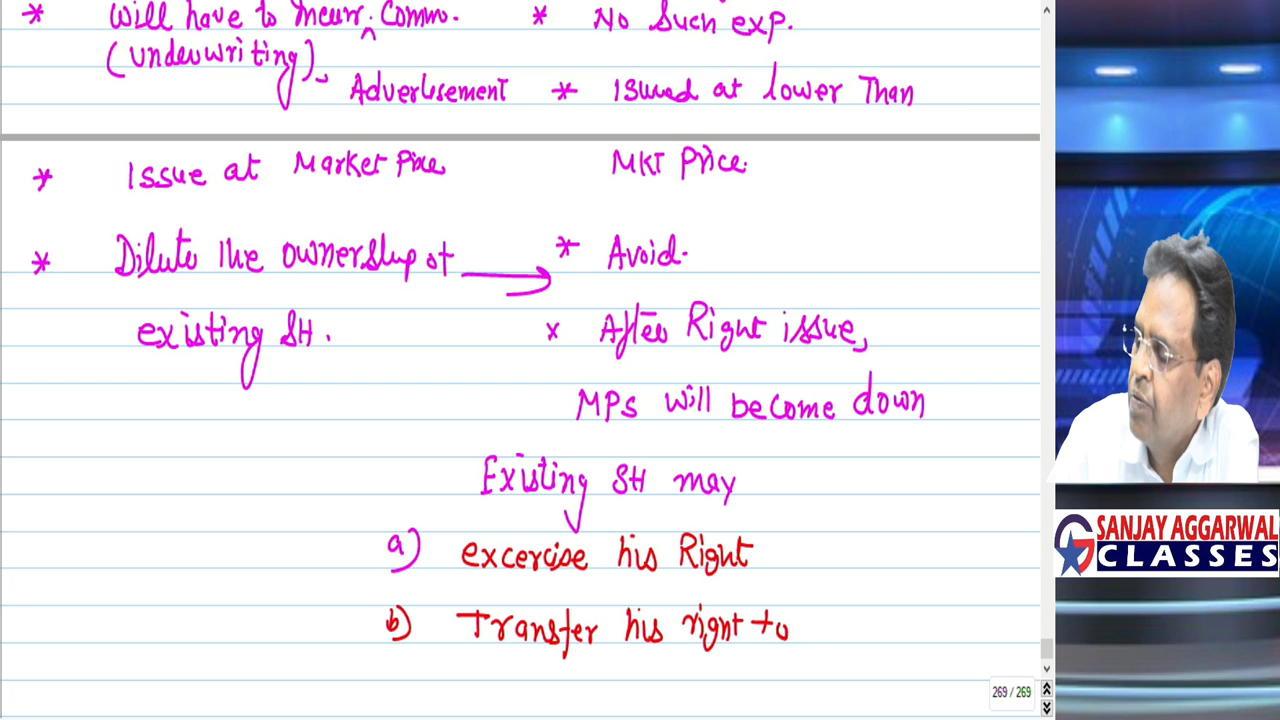 * Will have to incurr Commo. * No Such exp.
(Underwriting), Advertisement * Issued at lower Than
* Issue at Market Price MKT Price.
* Dilute the ownership of * Avoid.
existing SH. * After Right issue,
MPS will become down
Existing SH may
a) excercise his Right
b) Transfer his right to
SANJAY AGGARWAL
CLASSES
269 / 269